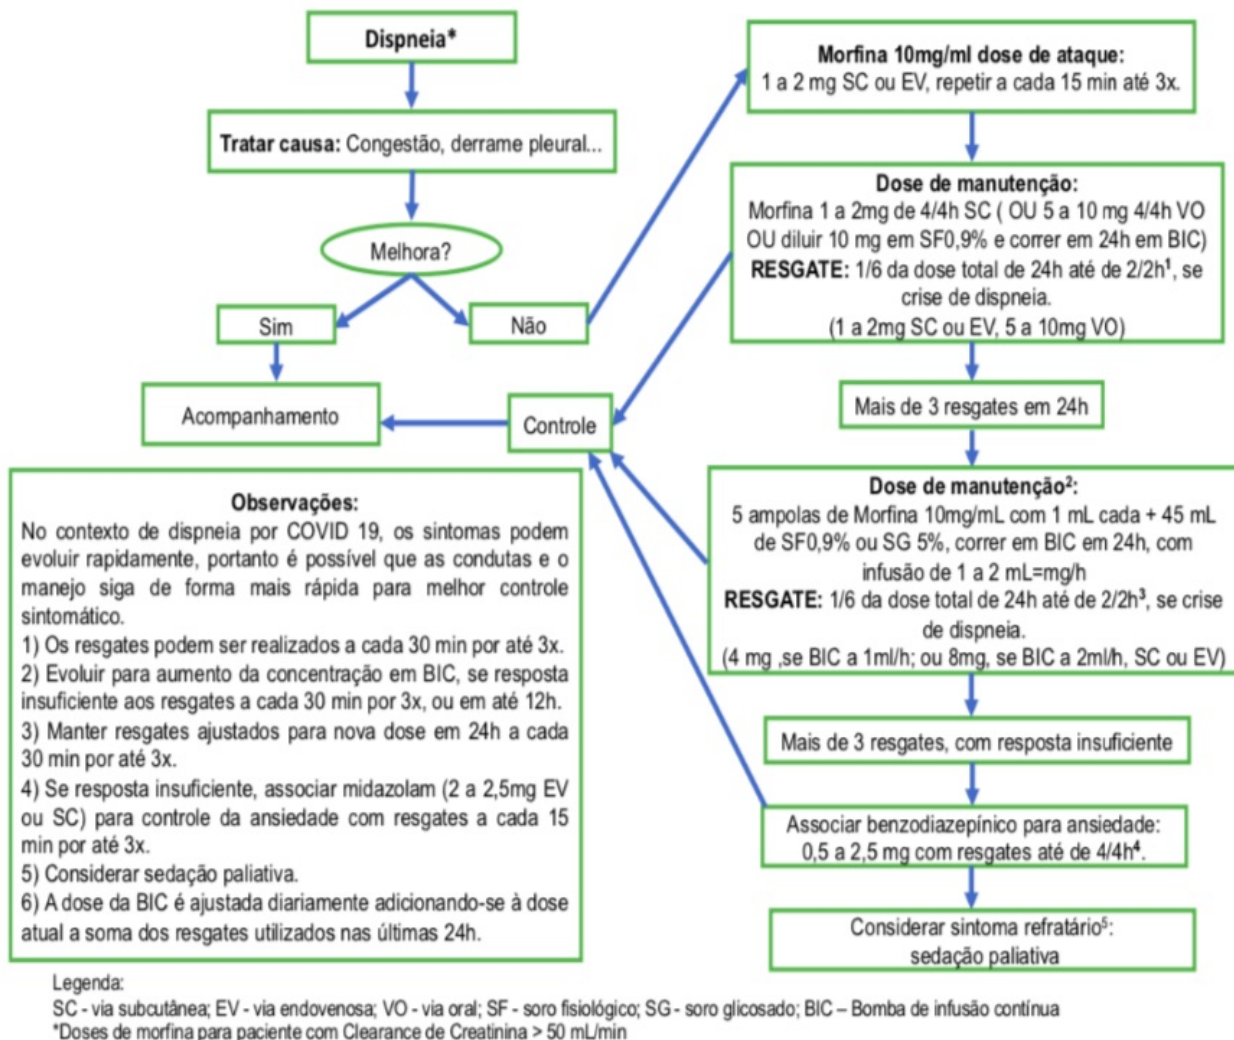 Dispneia*
Tratar causa: Congestão, derrame pleural...
Melhora?
Sim
Não
Acompanhamento
Controle
Morfina 10mg/ml dose de ataque:
1 a 2 mg SC ou EV, repetir a cada 15 min até 3x.
Dose de manutenção:
Morfina 1 a 2mg de 4/4h SC ( OU 5 a 10 mg 4/4h VO
OU diluir 10 mg em SF0,9% e correr em 24h em BIC)
RESGATE: 1/6 da dose total de 24h até de 2/2h¹, se
crise de dispneia.
(1 a 2mg SC ou EV, 5 a 10mg VO)
Mais de 3 resgates em 24h
Dose de manutenção²:
5 ampolas de Morfina 10mg/mL com 1 mL cada + 45 mL
de SF0,9% ou SG 5%, correr em BIC em 24h, com
infusão de 1 a 2 mL=mg/h
RESGATE: 1/6 da dose total de 24h até de 2/2h³, se crise
de dispneia.
(4 mg ,se BIC a 1ml/h; ou 8mg, se BIC a 2ml/h, SC ou EV)
Mais de 3 resgates, com resposta insuficiente
Associar benzodiazepínico para ansiedade:
0,5 a 2,5 mg com resgates até de 4/4h⁴.
Considerar sintoma refratário⁵:
sedação paliativa
Observações:
No contexto de dispneia por COVID 19, os sintomas podem
evoluir rapidamente, portanto é possível que as condutas e o
manejo siga de forma mais rápida para melhor controle
sintomático.
1) Os resgates podem ser realizados a cada 30 min por até 3x.
2) Evoluir para aumento da concentração em BIC, se resposta
insuficiente aos resgates a cada 30 min por 3x, ou em até 12h.
3) Manter resgates ajustados para nova dose em 24h a cada
30 min por até 3x.
4) Se resposta insuficiente, associar midazolam (2 a 2,5mg EV
ou SC) para controle da ansiedade com resgates a cada 15
min por até 3x.
5) Considerar sedação paliativa.
6) A dose da BIC é ajustada diariamente adicionando-se à dose
atual a soma dos resgates utilizados nas últimas 24h.
Legenda:
SC - via subcutânea; EV - via endovenosa; VO - via oral; SF - soro fisiológico; SG - soro glicosado; BIC – Bomba de infusão contínua
*Doses de morfina para paciente com Clearance de Creatinina > 50 mL/min